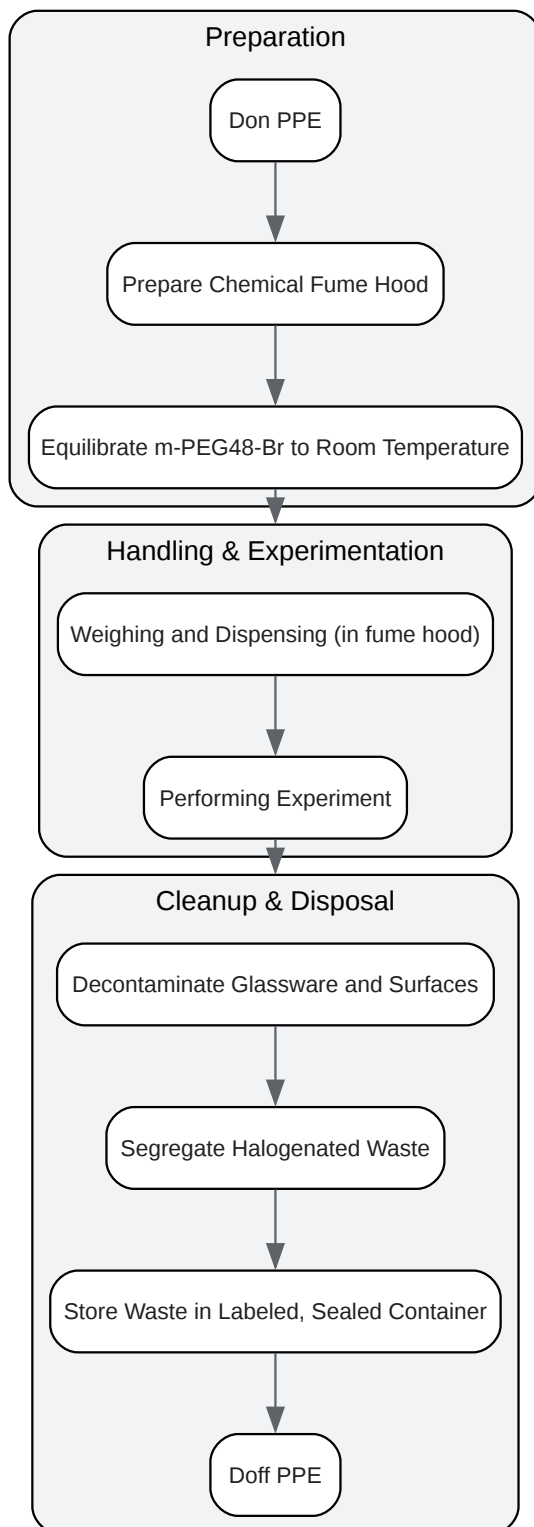 Preparation
Don PPE
Prepare Chemical Fume Hood
Equilibrate m-PEG48-Br to Room Temperature
Handling & Experimentation
Weighing and Dispensing (in fume hood)
Performing Experiment
Cleanup & Disposal
Decontaminate Glassware and Surfaces
Segregate Halogenated Waste
Store Waste in Labeled, Sealed Container
Doff PPE